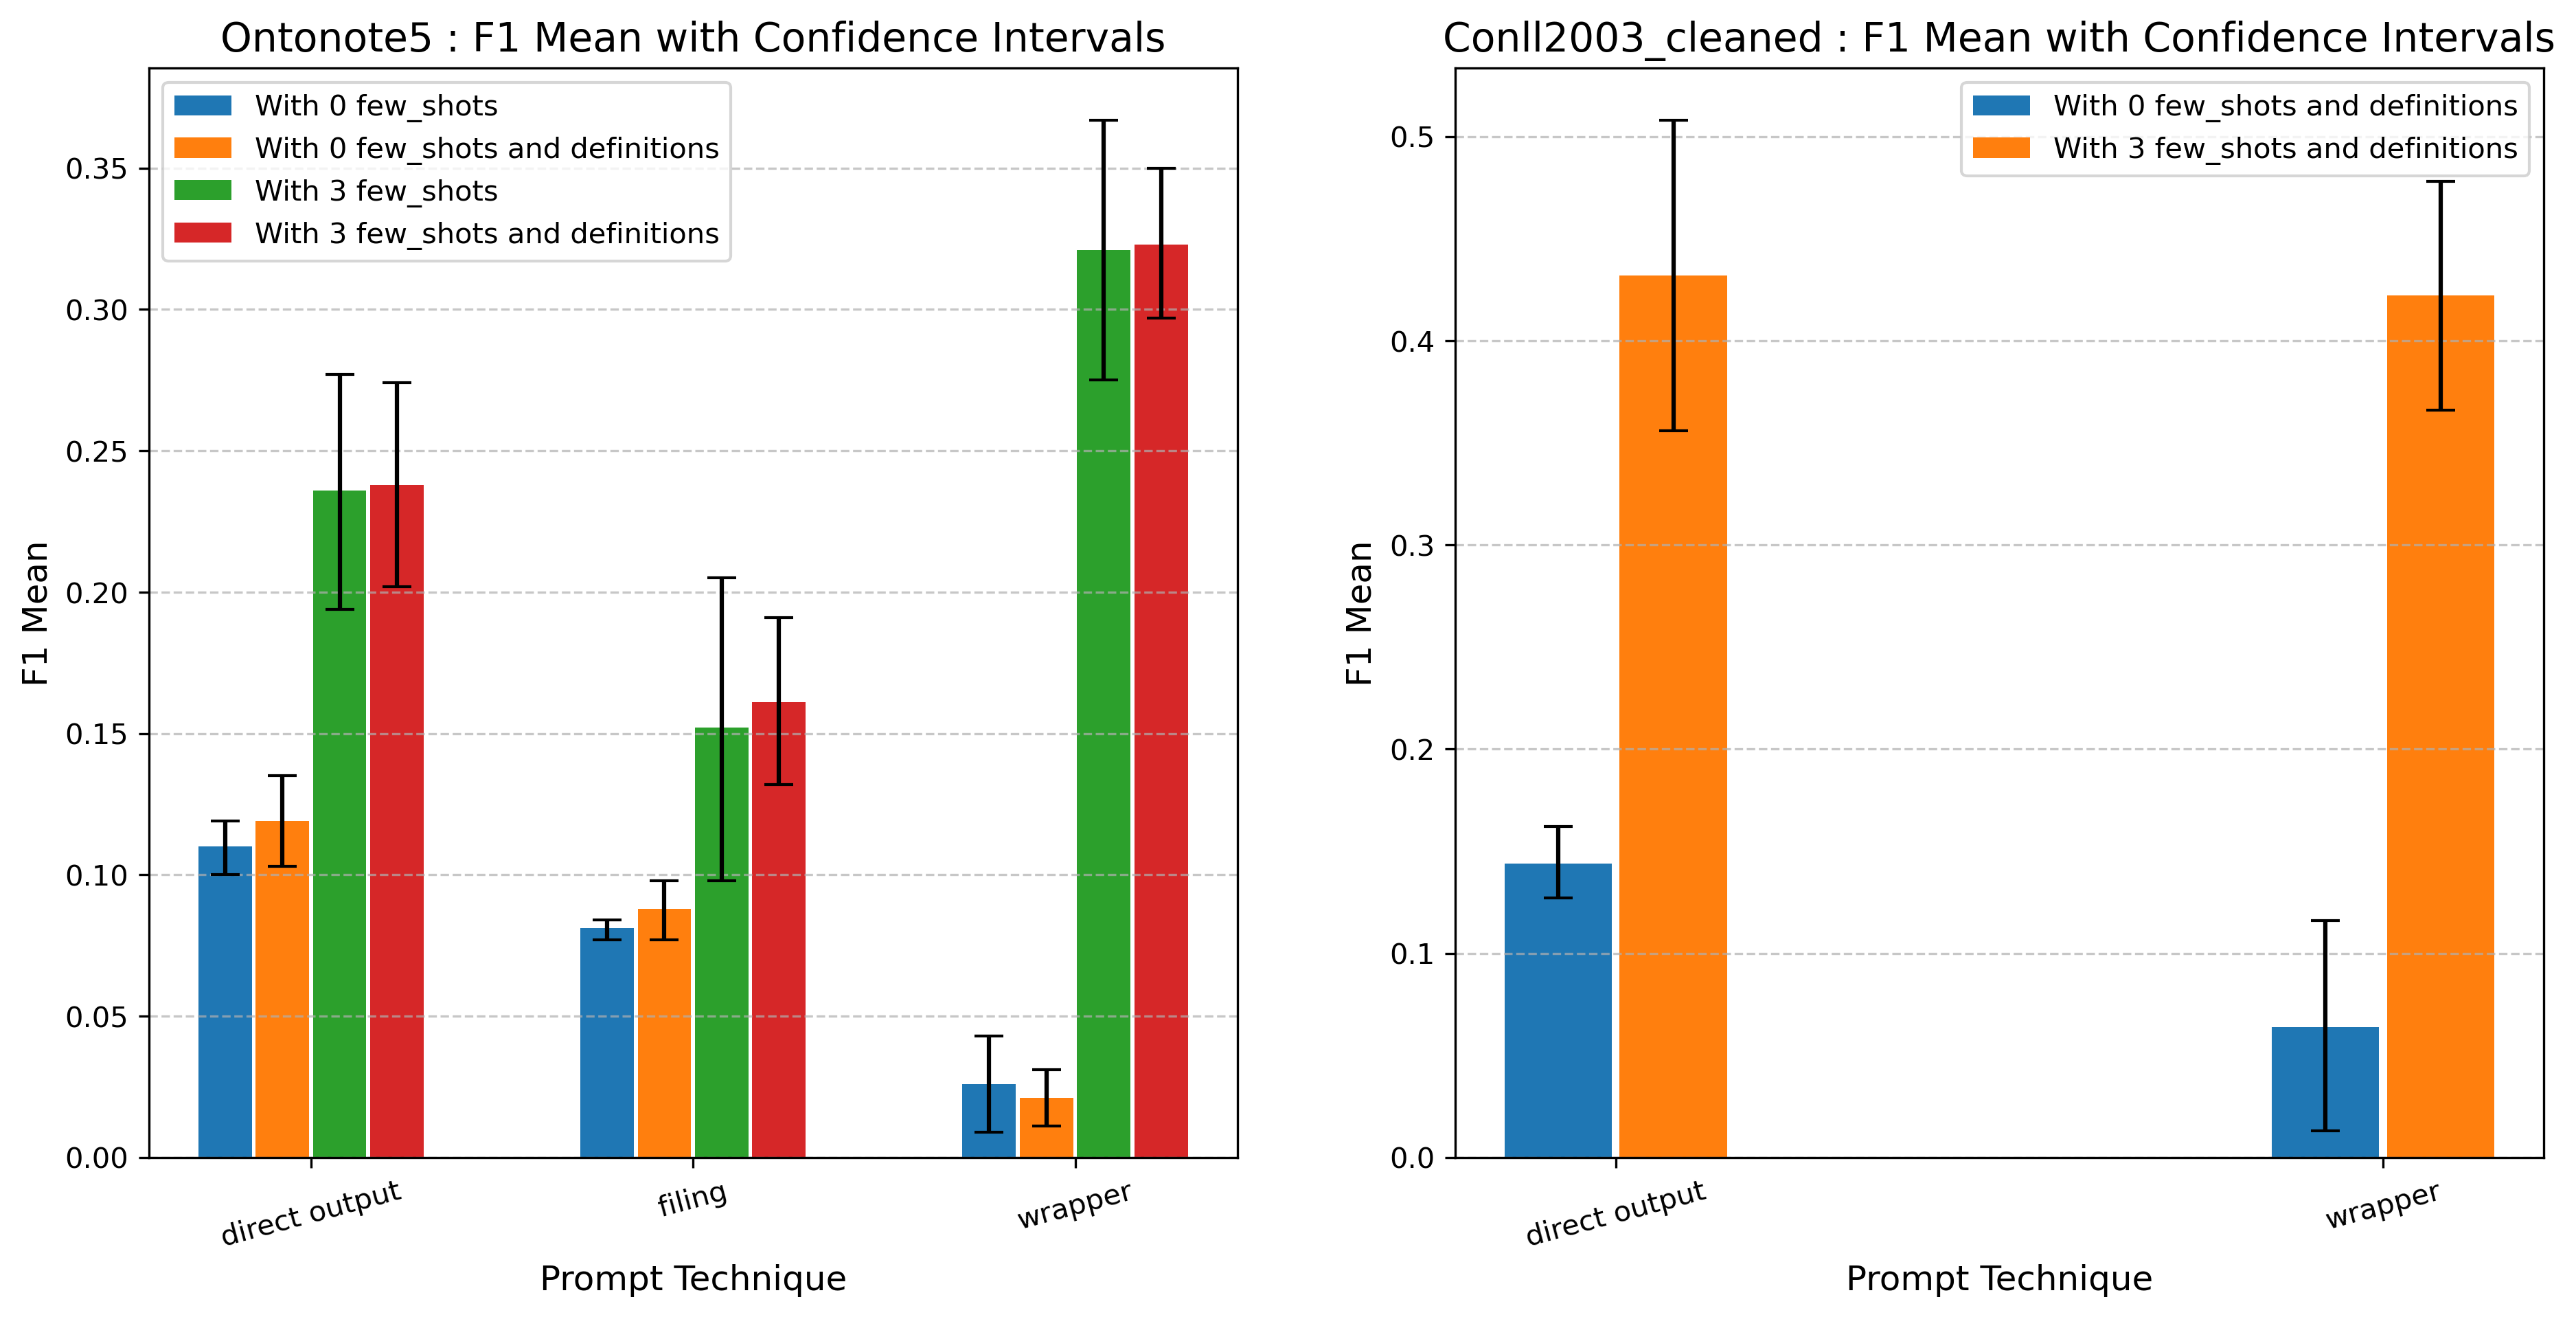 Ontonote5 : F1 Mean with Confidence Intervals
With 0 few_shots
With 0 few_shots and definitions
With 3 few_shots
With 3 few_shots and definitions
0.35
0.30
0.25
0.20
0.15
0.10
0.05
0.00
F1 Mean
direct output
filing
wrapper
Prompt Technique
Conll2003_cleaned : F1 Mean with Confidence Intervals
With 0 few_shots and definitions
With 3 few_shots and definitions
0.5
0.4
0.3
0.2
0.1
0.0
F1 Mean
direct output
wrapper
Prompt Technique